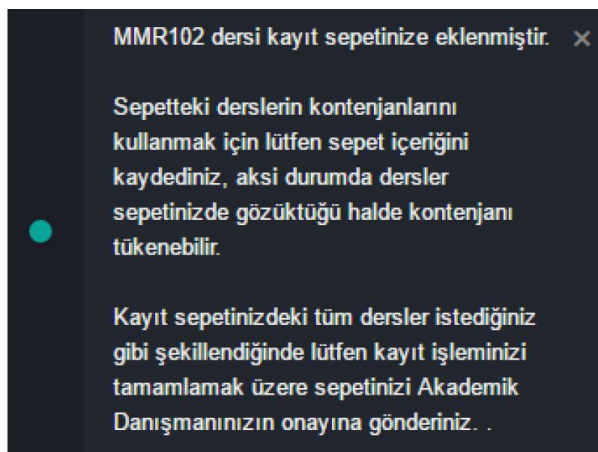 MMR102 dersi kayıt sepetinize eklenmiştir.
Sepetteki derslerin kontenjanlarını
kullanmak için lütfen sepet içeriğini
kaydediniz, aksi durumda dersler
sepetinizde gözüktüğü halde kontenjanı
tükenebilir.
Kayıt sepetinizdeki tüm dersler istediğiniz
gibi şekillendiğinde lütfen kayıt işleminizi
tamamlamak üzere sepetinizi Akademik
Danışmanınızın onayına gönderiniz. .